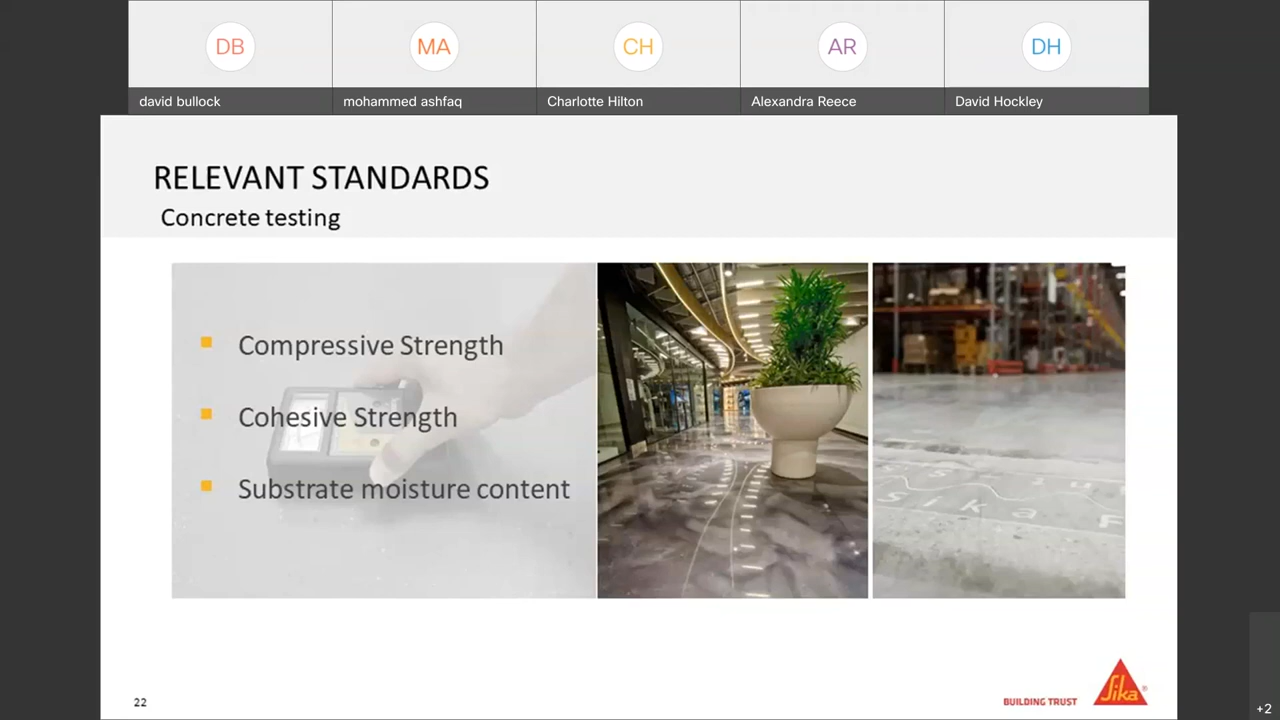 DB
MA
CH
AR
DH
david bullock
mohammed ashfaq
Charlotte Hilton
Alexandra Reece
David Hockley
RELEVANT STANDARDS
Concrete testing
Compressive Strength
Cohesive Strength
Substrate moisture content
Sika
22
BUILDING TRUST
Sika
+2